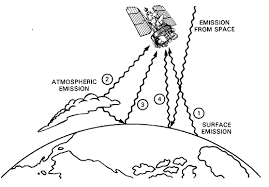 EMISSION
FROM SPACE
ATMOSPHERIC
EMISSION
2
3
4
1
SURFACE
EMISSION